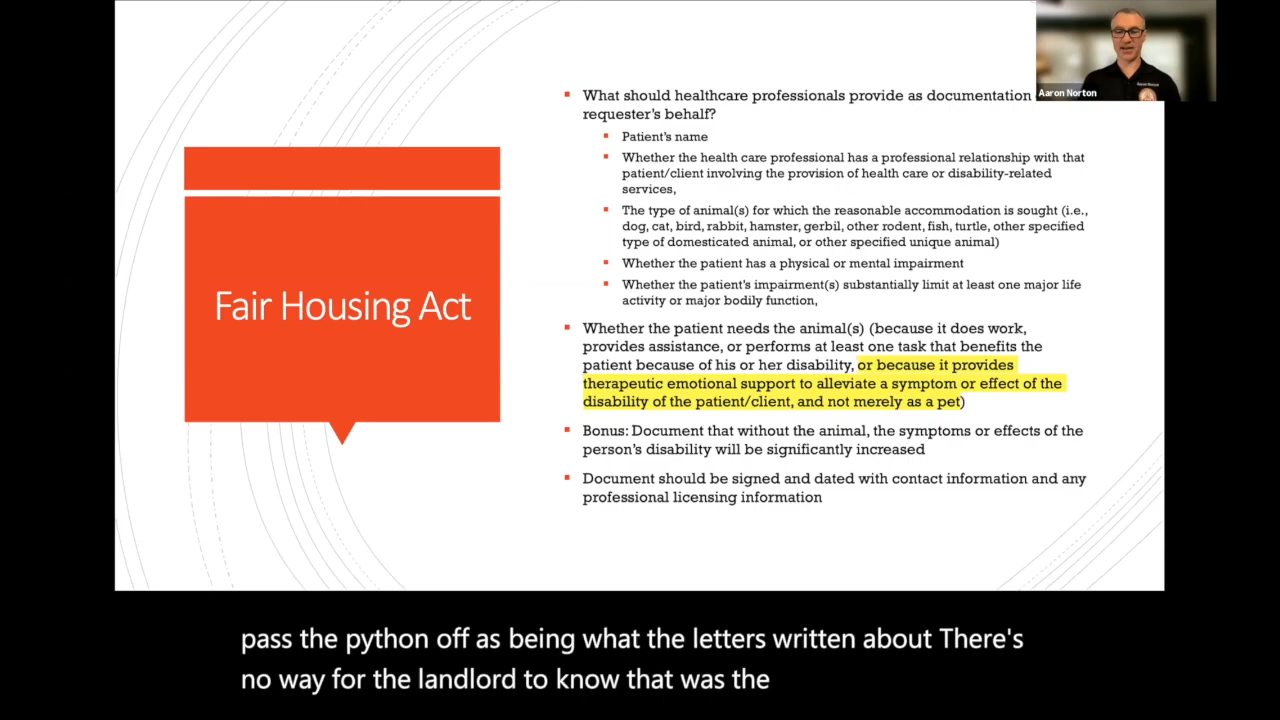 Aaron Norton
Fair Housing Act
What should healthcare professionals provide as documentation
requester's behalf?
Patient's name
Whether the health care professional has a professional relationship with that
patient/client involving the provision of health care or disability-related
services,
The type of animal(s) for which the reasonable accommodation is sought (i.e.,
dog, cat, bird, rabbit, hamster, gerbil, other rodent, fish, turtle, other specified
type of domesticated animal, or other specified unique animal)
Whether the patient has a physical or mental impairment
Whether the patient's impairment(s) substantially limit at least one major life
activity or major bodily function,
Whether the patient needs the animal(s) (because it does work,
provides assistance, or performs at least one task that benefits the
patient because of his or her disability, or because it provides
therapeutic emotional support to alleviate a symptom or effect of the
disability of the patient/client, and not merely as a pet)
Bonus: Document that without the animal, the symptoms or effects of the
person's disability will be significantly increased
Document should be signed and dated with contact information and any
professional licensing information
pass the python off as being what the letters written about There's
no way for the landlord to know that was the